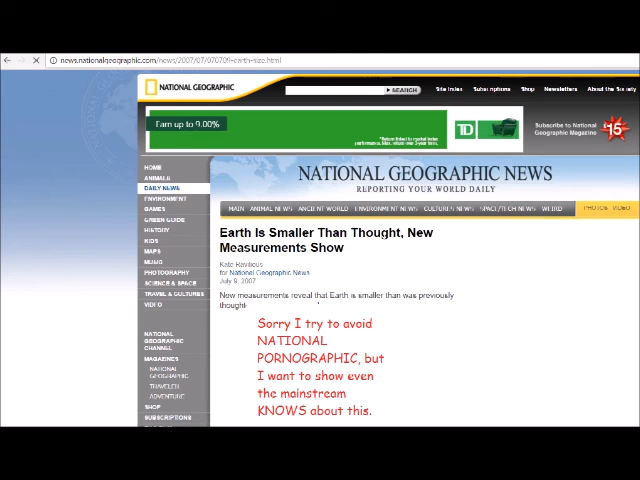 news.nationalgeographic.com/news/2007/07/070709-earth-size.html
NATIONAL GEOGRAPHIC
SEARCH
Site Index
Subscriptions
Shop
Newsletters
About the Society
Earn up to 9.00%
TD
Subscribe to National
Geographic Magazine
$15
HOME
ANIMALS
DAILY NEWS
ENVIRONMENT
GAMES
GREEN GUIDE
HISTORY
KIDS
MAPS
MUSIC
PHOTOGRAPHY
SCIENCE & SPACE
TRAVEL & CULTURES
VIDEO
NATIONAL
GEOGRAPHIC
CHANNEL
MAGAZINES
NATIONAL
GEOGRAPHIC
TRAVELER
ADVENTURE
SHOP
SUBSCRIPTIONS
NATIONAL GEOGRAPHIC NEWS
REPORTING YOUR WORLD DAILY
MAIN
ANIMAL NEWS
ANCIENT WORLD
ENVIRONMENT NEWS
CULTURES NEWS
SPACE/TECH NEWS
WEIRD
PHOTOS
VIDEO
Earth Is Smaller Than Thought, New
Measurements Show
Kate Ravilious
for National Geographic News
July 9, 2007
New measurements reveal that Earth is smaller than was previously
thought
Sorry I try to avoid
NATIONAL
PORNOGRAPHIC, but
I want to show even
the mainstream
KNOWS about this.